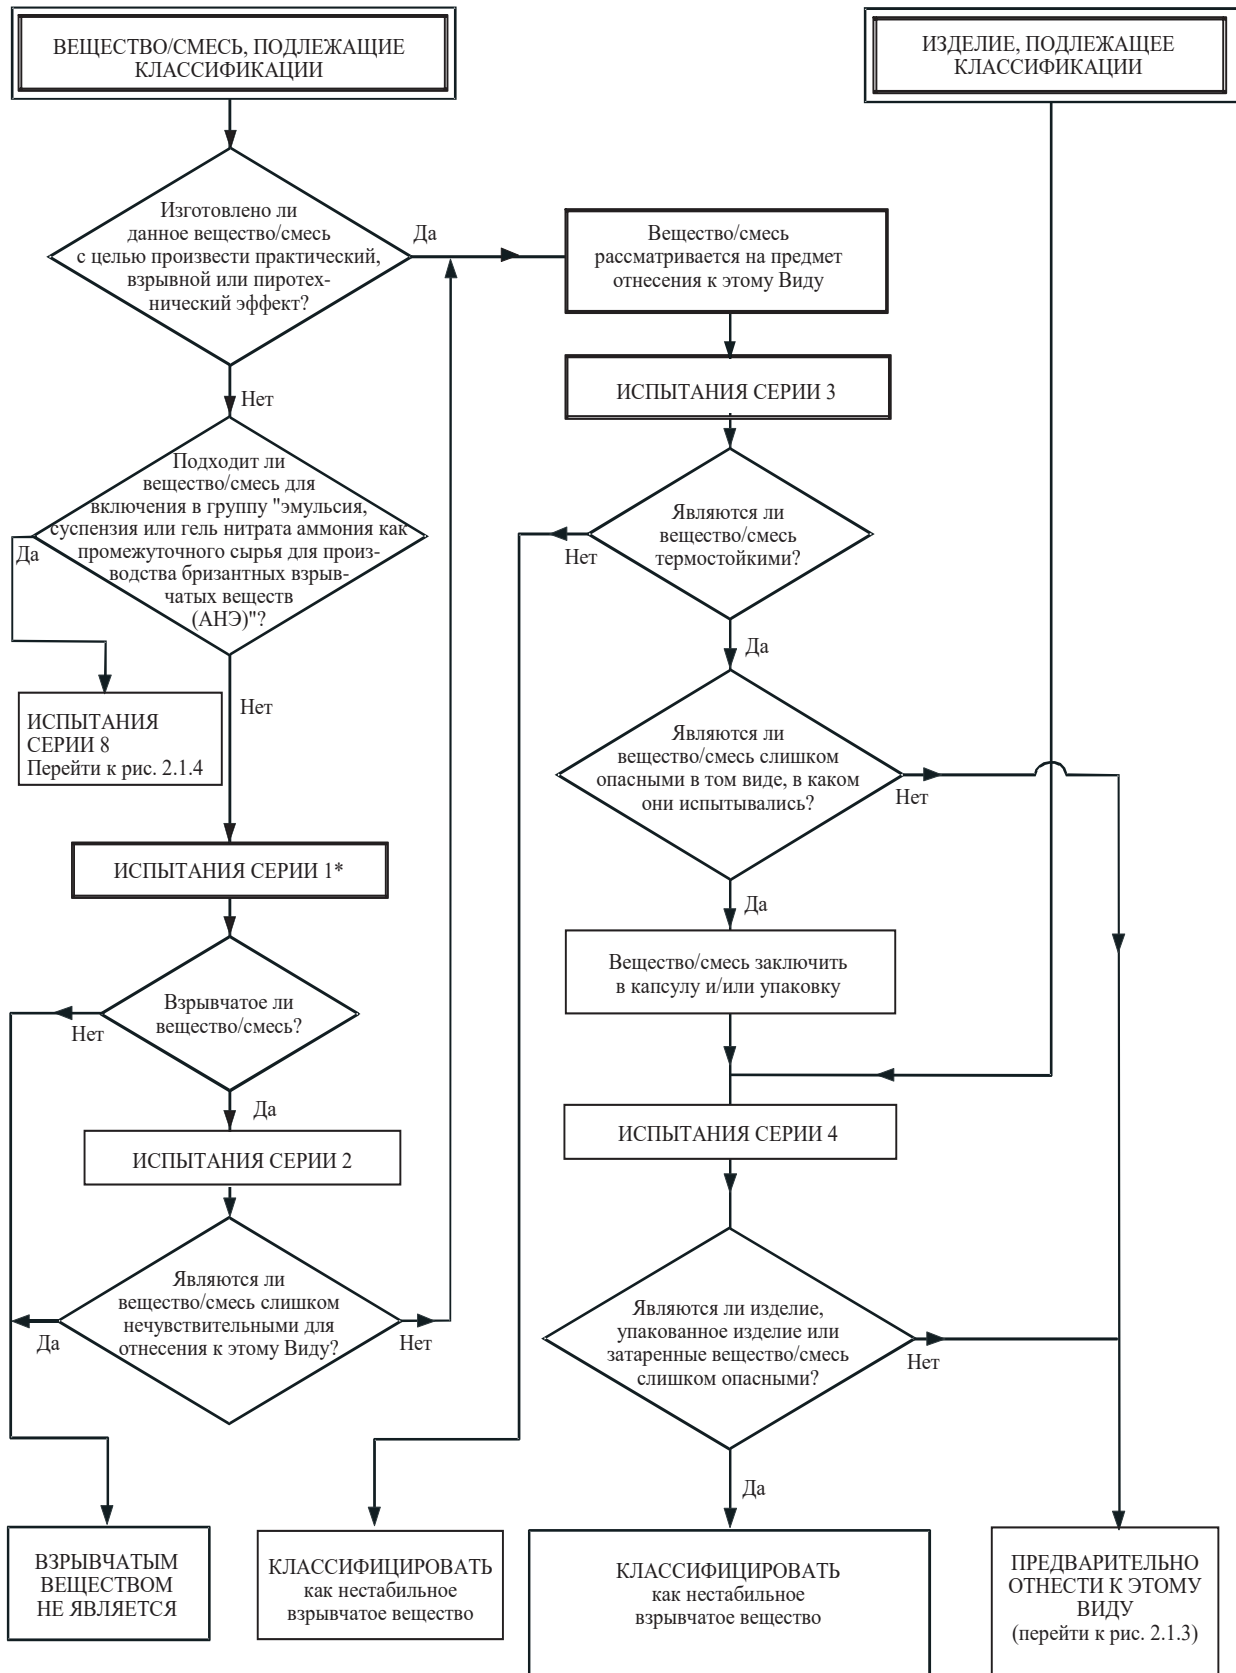 ВЕЩЕСТВО/СМЕСЬ, ПОДЛЕЖАЩИЕ
КЛАССИФИКАЦИИ
ИЗДЕЛИЕ, ПОДЛЕЖАЩЕЕ
КЛАССИФИКАЦИИ
Изготовлено ли
данное вещество/смесь
с целью произвести практический,
взрывной или пиротех-
нический эффект?
Да
Вещество/смесь
рассматривается на предмет
отнесения к этому Виду
Нет
ИСПЫТАНИЯ СЕРИИ 3
Подходит ли
вещество/смесь для
включения в группу "эмульсия,
суспензия или гель нитрата аммония как
промежуточного сырья для произ-
водства бризантных взрыв-
чатых веществ
(АНЭ)"?
Да
Являются ли
вещество/смесь
термостойкими?
Нет
Да
Нет
ИСПЫТАНИЯ
СЕРИИ 8
Перейти к рис. 2.1.4
Являются ли
вещество/смесь слишком
опасными в том виде, в каком
они испытывались?
Нет
ИСПЫТАНИЯ СЕРИИ 1*
Да
Вещество/смесь заключить
в капсулу и/или упаковку
Взрывчатое ли
вещество/смесь?
Нет
Да
ИСПЫТАНИЯ СЕРИИ 4
ИСПЫТАНИЯ СЕРИИ 2
Являются ли
вещество/смесь слишком
нечувствительными для
отнесения к этому Виду?
Да
Нет
Являются ли изделие,
упакованное изделие или
затаренные вещество/смесь
слишком опасными?
Нет
Да
ВЗРЫВЧАТЫМ
ВЕЩЕСТВОМ
НЕ ЯВЛЯЕТСЯ
КЛАССИФИЦИРОВАТЬ
как нестабильное
взрывчатое вещество
КЛАССИФИЦИРОВАТЬ
как нестабильное
взрывчатое вещество
ПРЕДВАРИТЕЛЬНО
ОТНЕСТИ К ЭТОМУ
ВИДУ
(перейти к рис. 2.1.3)